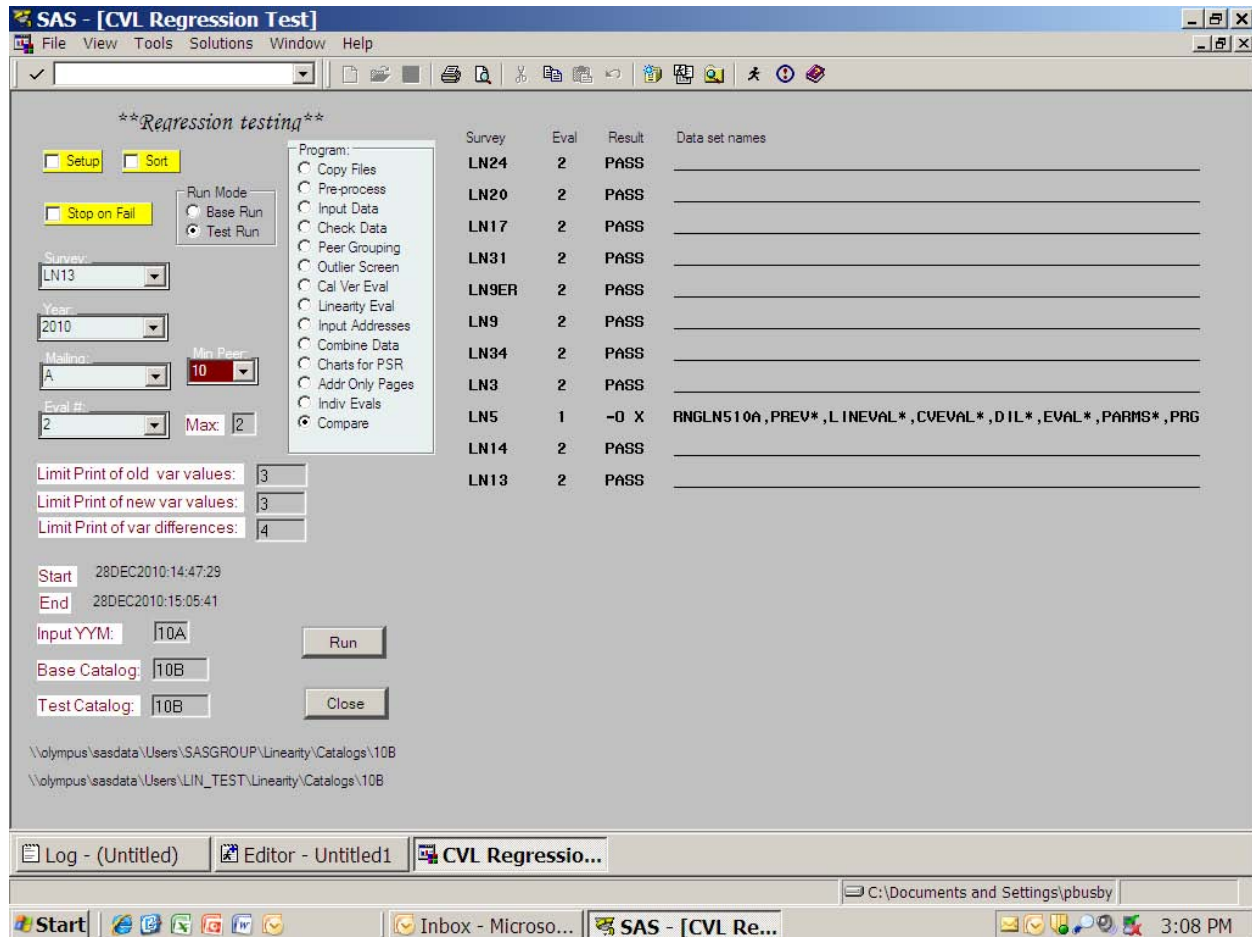 SAS - [CVL Regression Test]
File View Tools Solutions Window Help
**Regression testing**
Setup Sort
Stop on Fail
Run Mode
Base Run
Test Run
Survey:
LN13
Year:
2010
Mailing:
A
Min Peer:
10
Eval #:
2
Max: 2
Program:
Copy Files
Pre-process
Input Data
Check Data
Peer Grouping
Outlier Screen
Cal Ver Eval
Linearity Eval
Input Addresses
Combine Data
Charts for PSR
Addr Only Pages
Indiv Evals
Compare
Limit Print of old var values: 3
Limit Print of new var values: 3
Limit Print of var differences: 4
Start 28DEC2010:14:47:29
End 28DEC2010:15:05:41
Input YYM: 10A
Base Catalog: 10B
Test Catalog: 10B
Run
Close
\\olympus\sasdata\Users\SASGROUP\Linearity\Catalogs\10B
\\olympus\sasdata\Users\LIN_TEST\Linearity\Catalogs\10B
Survey Eval Result Data set names
LN24 2 PASS
LN20 2 PASS
LN17 2 PASS
LN31 2 PASS
LN9ER 2 PASS
LN9 2 PASS
LN34 2 PASS
LN3 2 PASS
LN5 1 -O X RNGLN510A,PREV*,LINEVAL*,CVEVAL*,DIL*,EVAL*,PARMS*,PRG
LN14 2 PASS
LN13 2 PASS
Log - (Untitled) Editor - Untitled1 CVL Regressio...
C:\Documents and Settings\pbusby
Start Inbox - Microso... SAS - [CVL Re... 3:08 PM